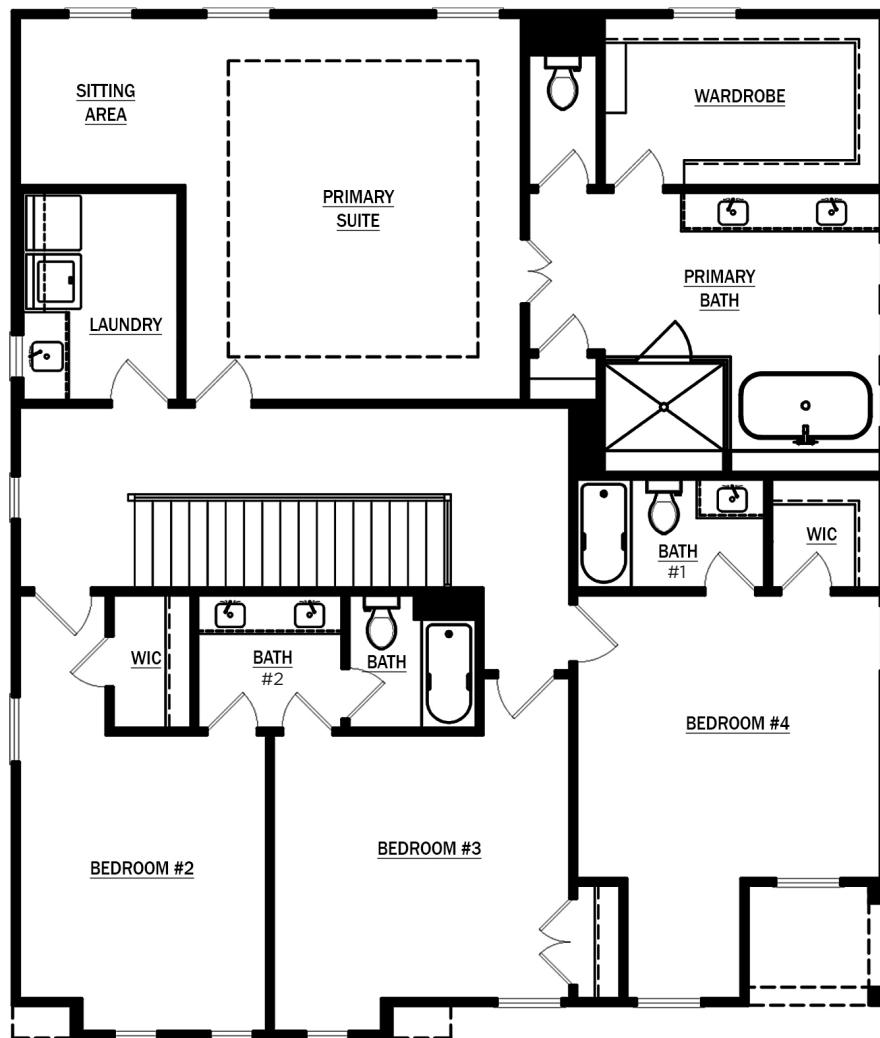 SITTING
AREA
WARDROBE
PRIMARY
SUITE
PRIMARY
BATH
LAUNDRY
WIC
BATH
#1
WIC
BATH
#2
BATH
BEDROOM #4
BEDROOM #2
BEDROOM #3